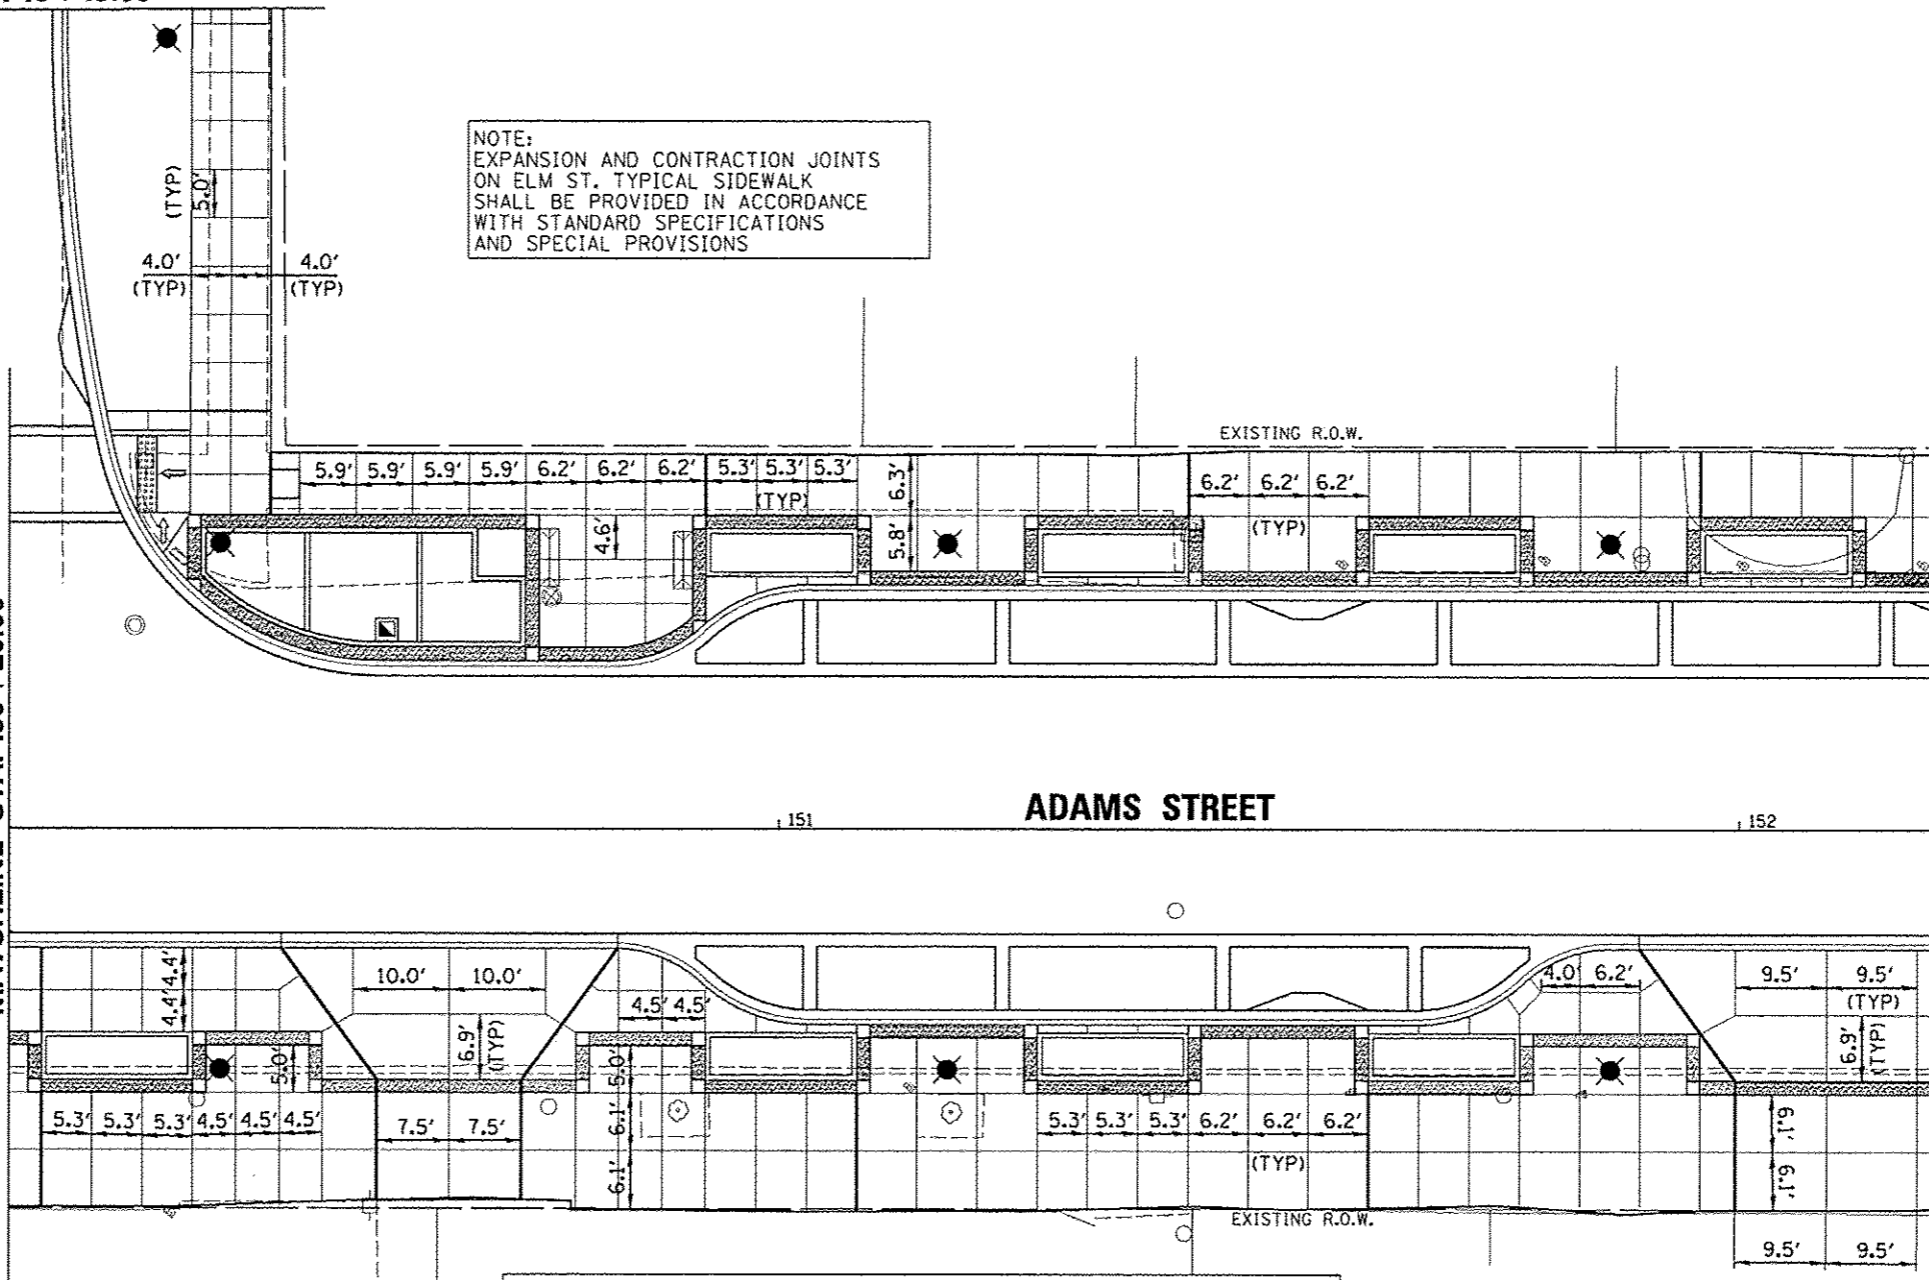 NOTE:
EXPANSION AND CONTRACTION JOINTS
ON ELM ST. TYPICAL SIDEWALK
SHALL BE PROVIDED IN ACCORDANCE
WITH STANDARD SPECIFICATIONS
AND SPECIAL PROVISIONS
(TYP)
5.0'
4.0'
(TYP)
4.0'
(TYP)
EXISTING R.O.W.
5.9' 5.9' 5.9' 5.9' 6.2' 6.2' 6.2' 5.3' 5.3' 5.3'
(TYP)
6.3'
6.2' 6.2' 6.2'
(TYP)
4.6'
5.8'
ADAMS STREET
151
152
4.4'
4.4'
10.0' 10.0'
4.5' 4.5'
4.0' 6.2'
9.5' 9.5'
(TYP)
6.9'
(TYP)
6.9'
(TYP)
5.0'
5.0'
5.3' 5.3' 5.3' 4.5' 4.5' 4.5'
7.5' 7.5'
6.1'
6.1'
5.3' 5.3' 5.3' 6.2' 6.2' 6.2'
(TYP)
6.1'
6.1'
EXISTING R.O.W.
9.5' 9.5'